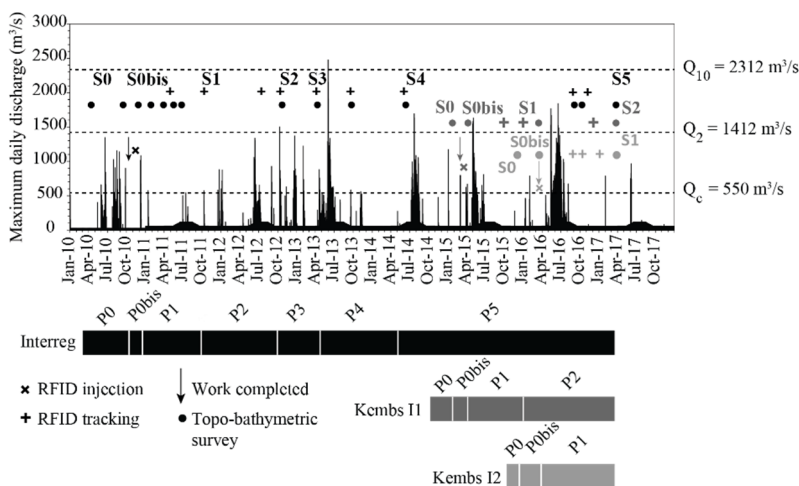 Maximum daily discharge (m³/s)
3000
2500
2000
1500
1000
500
0
S0 S0bis S1 S2 S3 S4 S5
S0 S0bis S1 S2
S0 S0bis S1
Q10 = 2312 m³/s
Q2 = 1412 m³/s
Qc = 550 m³/s
Jan-10 Apr-10 Jul-10 Oct-10 Jan-11 Apr-11 Jul-11 Oct-11 Jan-12 Apr-12 Jul-12 Oct-12 Jan-13 Apr-13 Jul-13 Oct-13 Jan-14 Apr-14 Jul-14 Oct-14 Jan-15 Apr-15 Jul-15 Oct-15 Jan-16 Apr-16 Jul-16 Oct-16 Jan-17 Apr-17 Jul-17 Oct-17
P0 P0bis P1 P2 P3 P4 P5
Interreg
× RFID injection
Work completed
+ RFID tracking
Topo-bathymetric
survey
P0 P0bis P1 P2
Kembs I1
P0 P0bis P1
Kembs I2